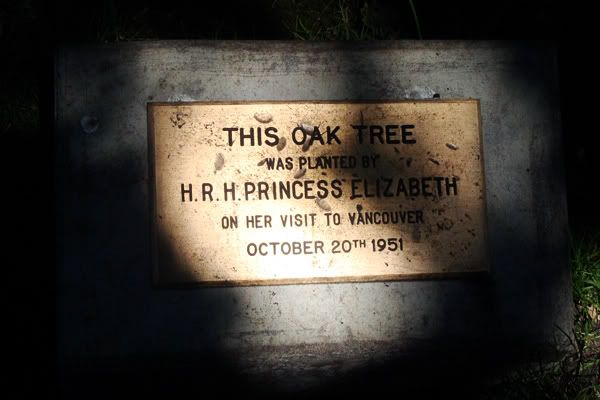 THIS OAK TREE
WAS PLANTED BY
H.R.H. PRINCESS ELIZABETH
ON HER VISIT TO VANCOUVER
OCTOBER 20TH 1951